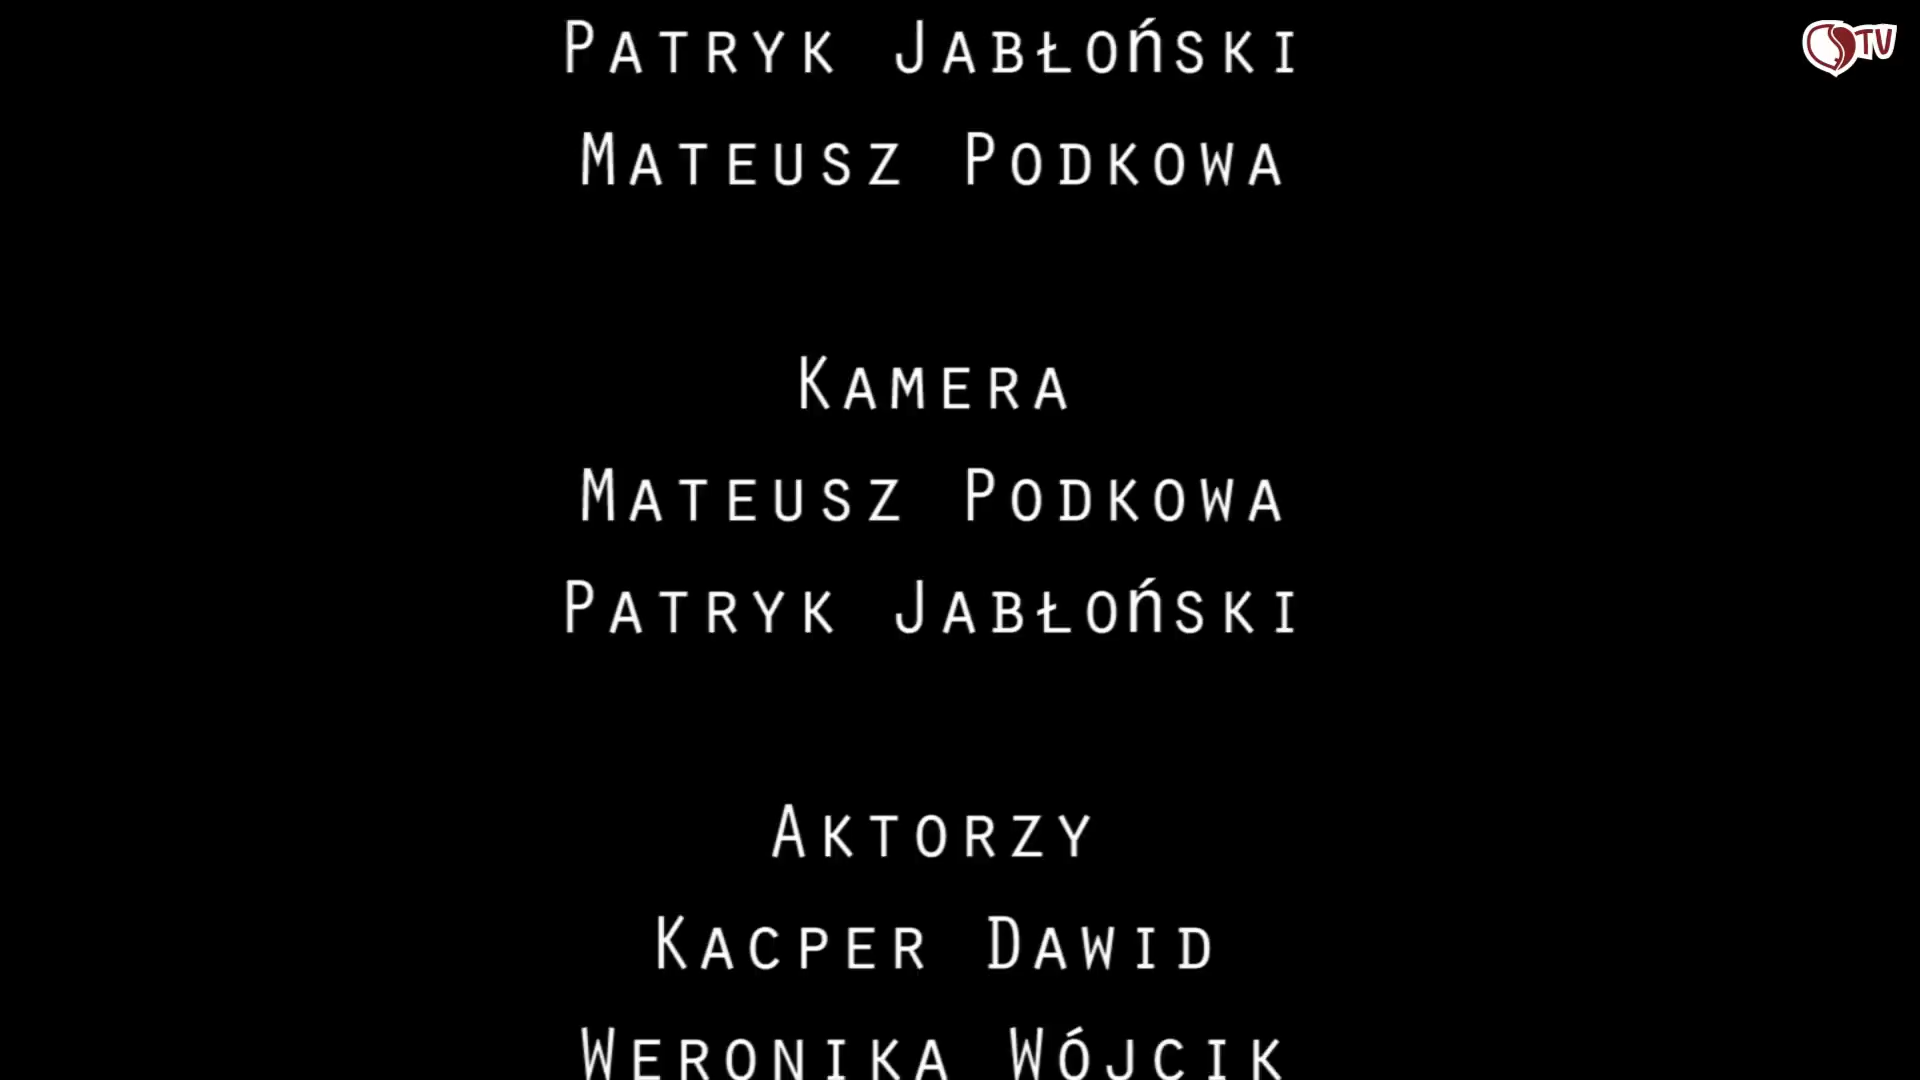 Patryk Jabłoński
TV
Mateusz Podkowa
Kamera
Mateusz Podkowa
Patryk Jabłoński
Aktorzy
Kacper Dawid
Weronika Wójcik